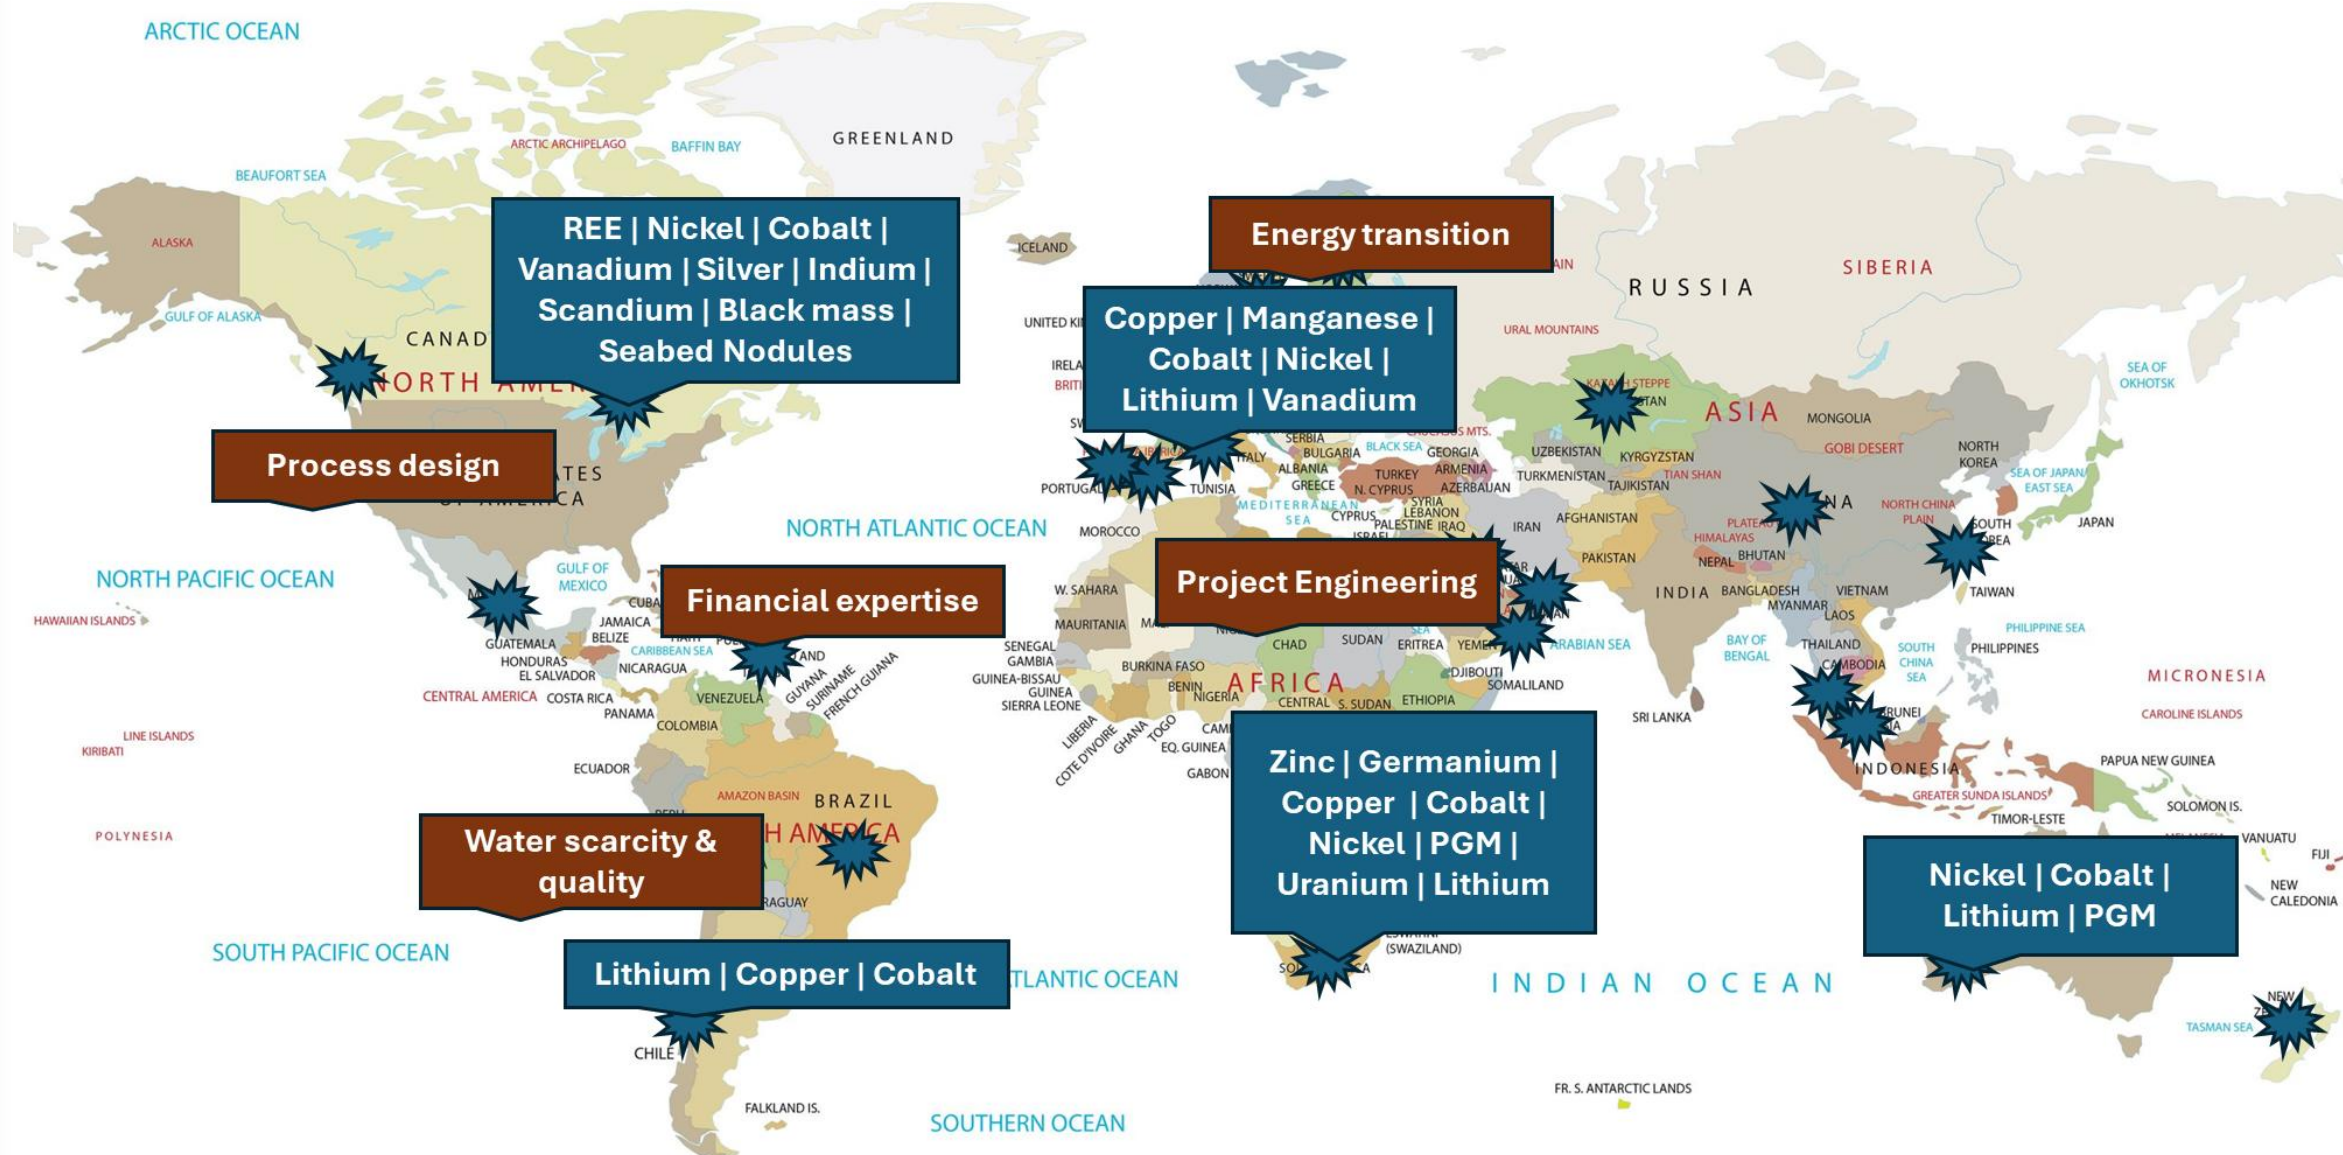 ARCTIC OCEAN
GREENLAND
ARCTIC ARCHIPELAGO
BAFFIN BAY
BEAUFORT SEA
ALASKA
GULF OF ALASKA
REE | Nickel | Cobalt |
Vanadium | Silver | Indium |
Scandium | Black mass |
Seabed Nodules
ICELAND
Energy transition
RUSSIA
SIBERIA
Copper | Manganese |
Cobalt | Nickel |
Lithium | Vanadium
URAL MOUNTAINS
SEA OF
OKHOTSK
ASIA
MONGOLIA
GOBI DESERT
Process design
NORTH ATLANTIC OCEAN
NORTH PACIFIC OCEAN
HAWAIIAN ISLANDS
GULF OF
MEXICO
CUBA
JAMAICA
BELIZE
GUATEMALA
HONDURAS
EL SALVADOR
NICARAGUA
CARIBBEAN SEA
CENTRAL AMERICA
COSTA RICA
PANAMA
Financial expertise
VENEZUELA
GUYANA
SURINAME
FRENCH GUIANA
COLOMBIA
ECUADOR
LINE ISLANDS
KIRIBATI
POLYNESIA
AMAZON BASIN
BRAZIL
Water scarcity &
quality
SOUTH PACIFIC OCEAN
Lithium | Copper | Cobalt
CHILE
FALKLAND IS.
SOUTHERN OCEAN
SERBIA
BULGARIA
BLACK SEA
GEORGIA
ALBANIA
GREECE
TURKEY
ARMENIA
N. CYPRUS
AZERBAIJAN
TUNISIA
MEDITERRANEAN
SEA
CYPRUS
SYRIA
LEBANON
PALESTINE
IRAQ
IRAN
MOROCCO
UZBEKISTAN
KYRGYZSTAN
TURKMENISTAN
TAJIKISTAN
TIAN SHAN
AFGHANISTAN
PAKISTAN
HIMALAYAS
NEPAL
BHUTAN
INDIA
BANGLADESH
MYANMAR
VIETNAM
LAOS
THAILAND
CAMBODIA
NORTH
KOREA
SEA OF JAPAN/
EAST SEA
NORTH CHINA
PLAIN
SOUTH
JAPAN
TAIWAN
PHILIPPINE SEA
PHILIPPINES
SOUTH
CHINA
SEA
BAY OF
BENGAL
ARABIAN SEA
SRI LANKA
MICRONESIA
CAROLINE ISLANDS
Project Engineering
W. SAHARA
MAURITANIA
SENEGAL
GAMBIA
GUINEA-BISSAU
GUINEA
SIERRA LEONE
LIBERIA
COTE D'IVOIRE
GHANA
TOGO
BURKINA FASO
BENIN
NIGERIA
CHAD
SUDAN
ERITREA
YEMEN
DJIBOUTI
SOMALILAND
AFRICA
CENTRAL
S. SUDAN
ETHIOPIA
EQ. GUINEA
GABON
Zinc | Germanium |
Copper | Cobalt |
Nickel | PGM |
Uranium | Lithium
(SWAZILAND)
INDIAN OCEAN
INDONESIA
GREATER SUNDA ISLANDS
TIMOR-LESTE
PAPUA NEW GUINEA
SOLOMON IS.
VANUATU
FIJI
NEW
CALEDONIA
Nickel | Cobalt |
Lithium | PGM
NEW
TASMAN SEA
FR. S. ANTARCTIC LANDS